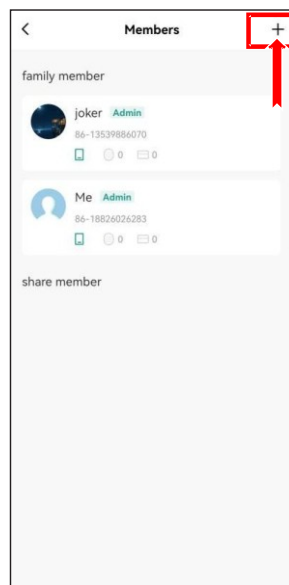 Members
family member
joker Admin
86-13539886070
0 0
Me Admin
86-18826026283
0 0
share member